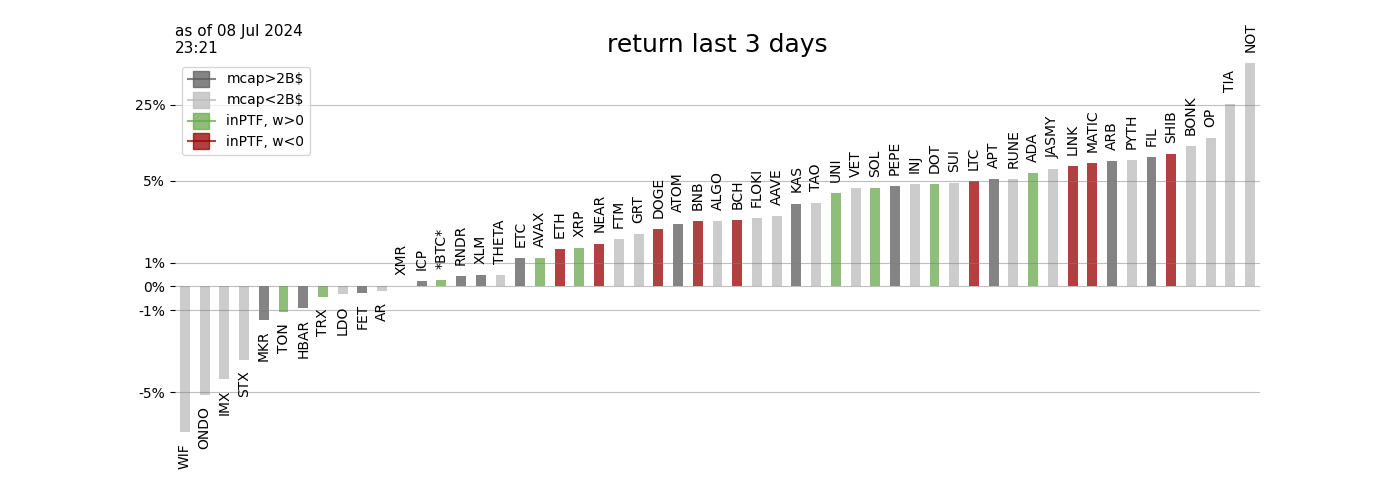 as of 08 Jul 2024
23:21
return last 3 days
mcap>2B$
mcap<2B$
inPTF, w>0
inPTF, w<0
25%
5%
1%
0%
-1%
-5%
WIF
ONDO
IMX
STX
MKR
TON
HBAR
TRX
LDO
FET
AR
XMR
ICP
*BTC*
RNDR
XLM
THETA
ETC
AVAX
ETH
XRP
NEAR
FTM
GRT
DOGE
ATOM
BNB
ALGO
BCH
FLOKI
AAVE
KAS
TAO
UNI
VET
SOL
PEPE
INJ
DOT
SUI
LTC
APT
RUNE
ADA
JASMY
LINK
MATIC
ARB
PYTH
FIL
SHIB
BONK
OP
TIA
NOT